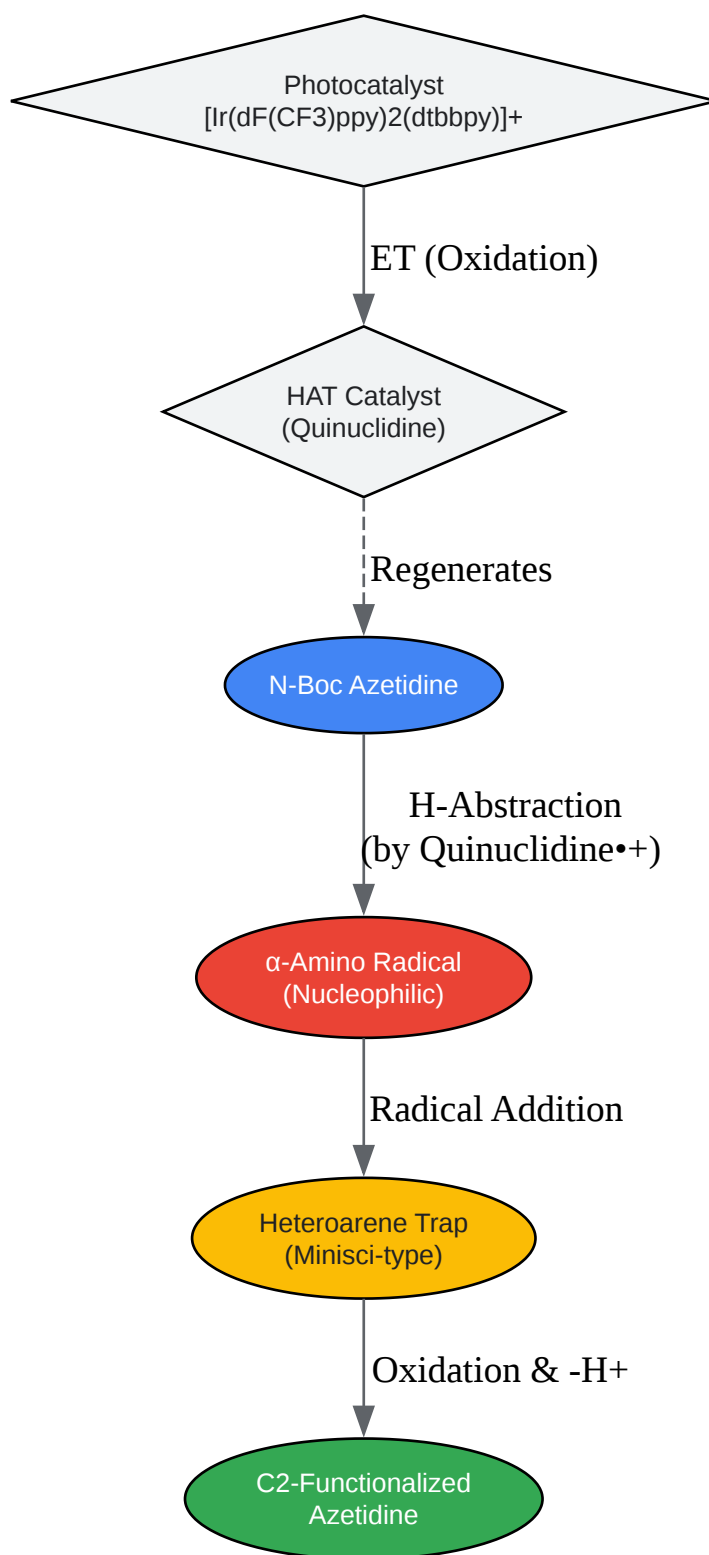 Photocatalyst
[Ir(dF(CF3)ppy)2(dtbbpy)]+
ET (Oxidation)
HAT Catalyst
(Quinuclidine)
Regenerates
N-Boc Azetidine
H-Abstraction
(by Quinuclidine•+)
α-Amino Radical
(Nucleophilic)
Radical Addition
Heteroarene Trap
(Minisci-type)
Oxidation & -H+
C2-Functionalized
Azetidine